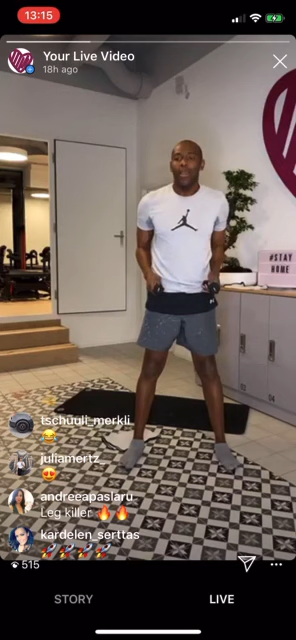 13:15
Your Live Video
18h ago
#STAY
HOME
tschuuli_merkli
😂
juliamertz_
😍
andreeapaslaru
Leg killer 🔥🔥
kardelen_serttas
🚀🚀🚀🚀🚀
515
STORY
LIVE